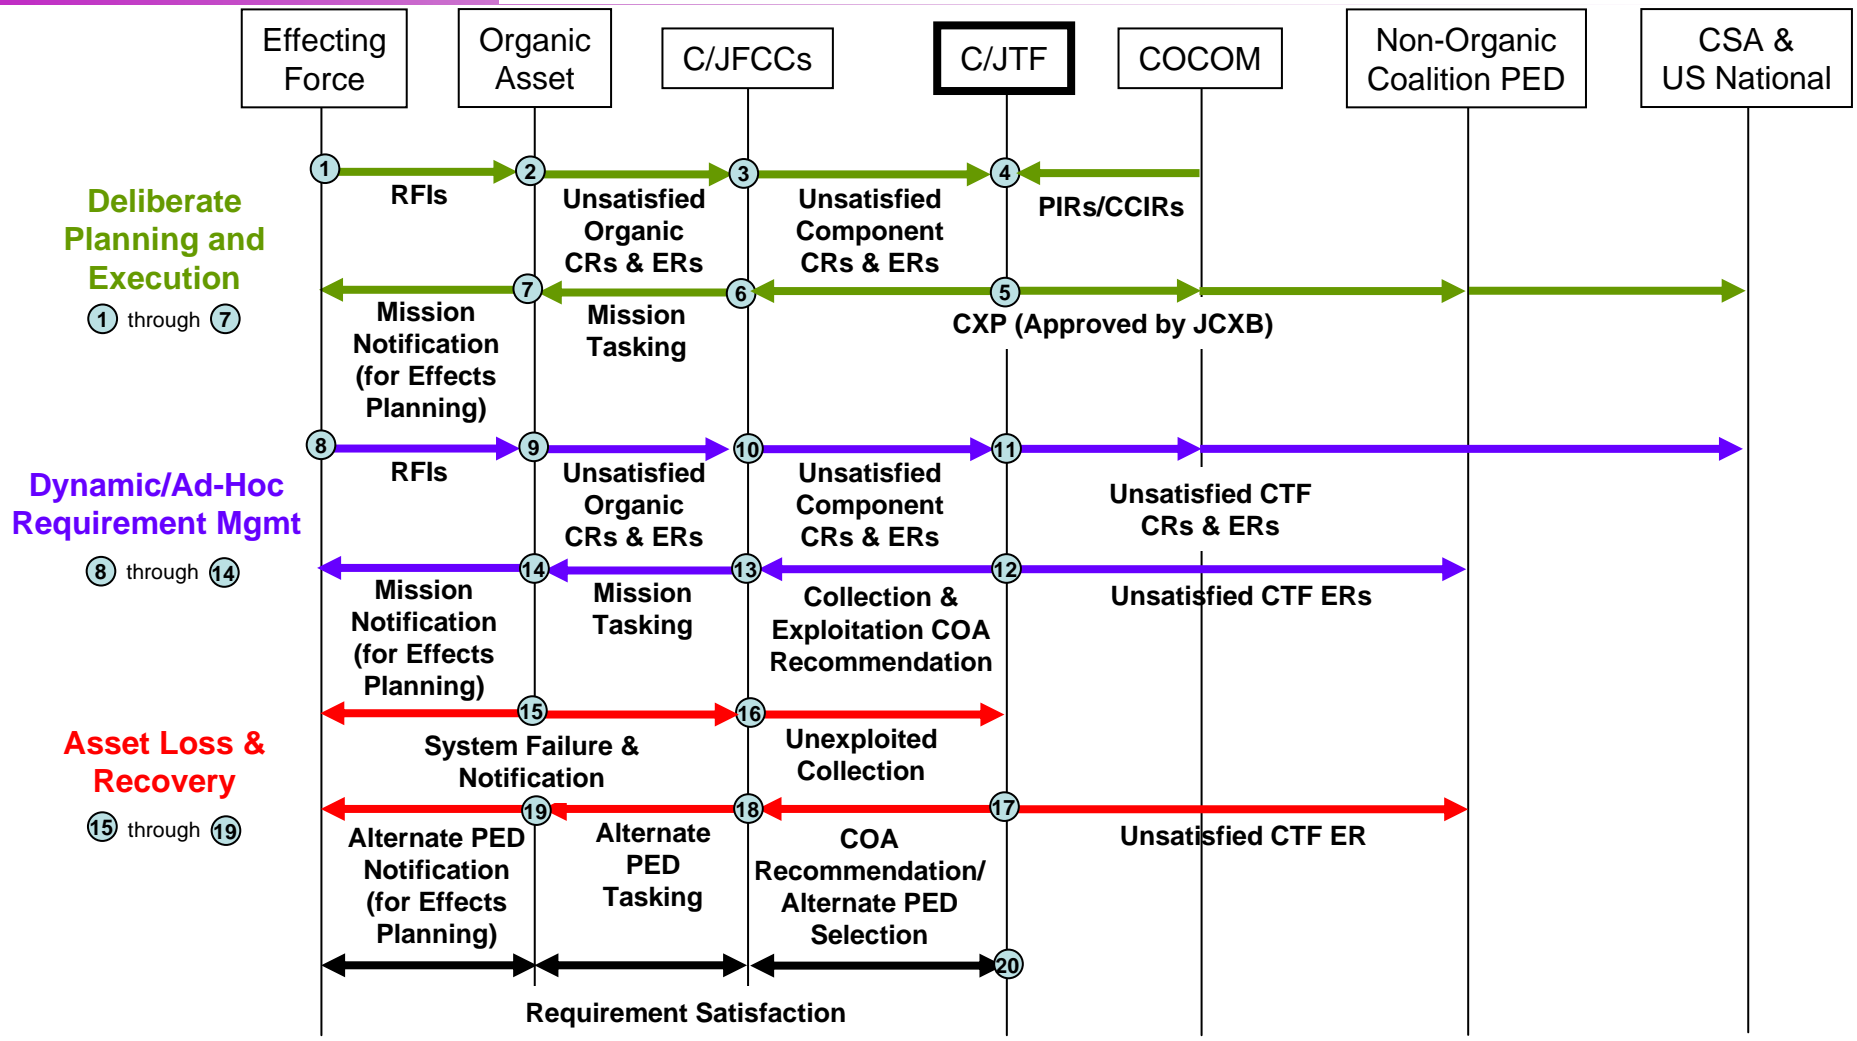 Effecting
Force
Organic
Asset
C/JFCCs
C/JTF
COCOM
Non-Organic
Coalition PED
CSA &
US National
Deliberate
Planning and
Execution
1 through 7
1
2
3
4
RFIs
Unsatisfied
Organic
CRs & ERs
Unsatisfied
Component
CRs & ERs
PIRs/CCIRs
7
6
5
Mission
Notification
(for Effects
Planning)
Mission
Tasking
CXP (Approved by JCXB)
Dynamic/Ad-Hoc
Requirement Mgmt
8 through 14
8
9
10
11
RFIs
Unsatisfied
Organic
CRs & ERs
Unsatisfied
Component
CRs & ERs
Unsatisfied CTF
CRs & ERs
14
13
12
Mission
Notification
(for Effects
Planning)
Mission
Tasking
Collection &
Exploitation COA
Recommendation
Unsatisfied CTF ERs
Asset Loss &
Recovery
15 through 19
15
16
System Failure &
Notification
Unexploited
Collection
19
18
17
Alternate PED
Notification
(for Effects
Planning)
Alternate
PED
Tasking
COA
Recommendation/
Alternate PED
Selection
Unsatisfied CTF ER
20
Requirement Satisfaction